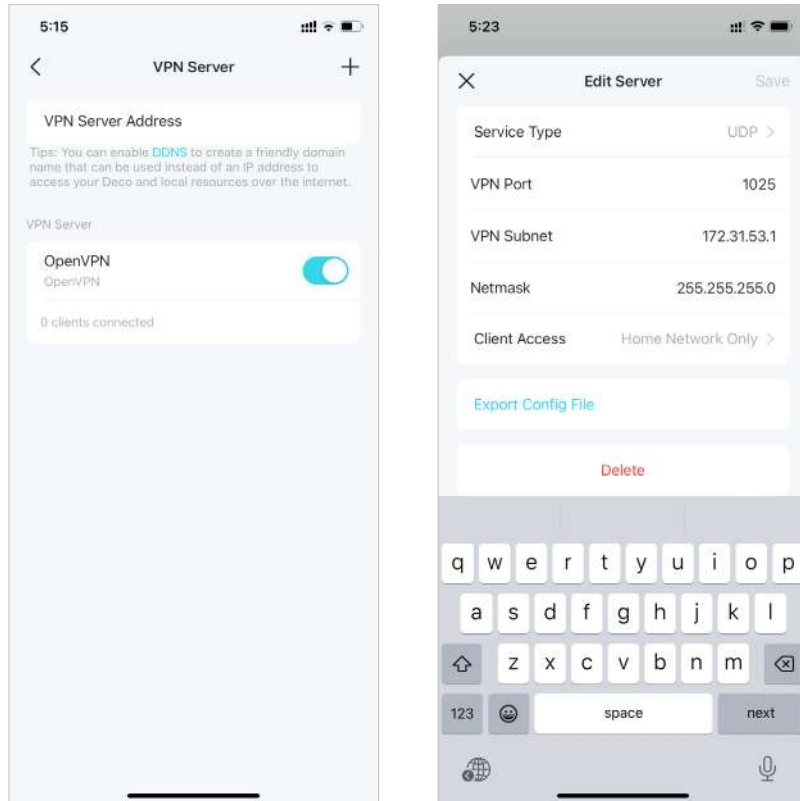 5:15
VPN Server
VPN Server Address
Tips: You can enable DDNS to create a friendly domain
name that can be used instead of an IP address to
access your Deco and local resources over the internet.
VPN Server
OpenVPN
OpenVPN
0 clients connected
5:23
Edit Server
Save
Service Type
UDP
VPN Port
1025
VPN Subnet
172.31.53.1
Netmask
255.255.255.0
Client Access
Home Network Only
Export Config File
Delete
q w e r t y u i o p
a s d f g h j k l
z x c v b n m
123
space
next